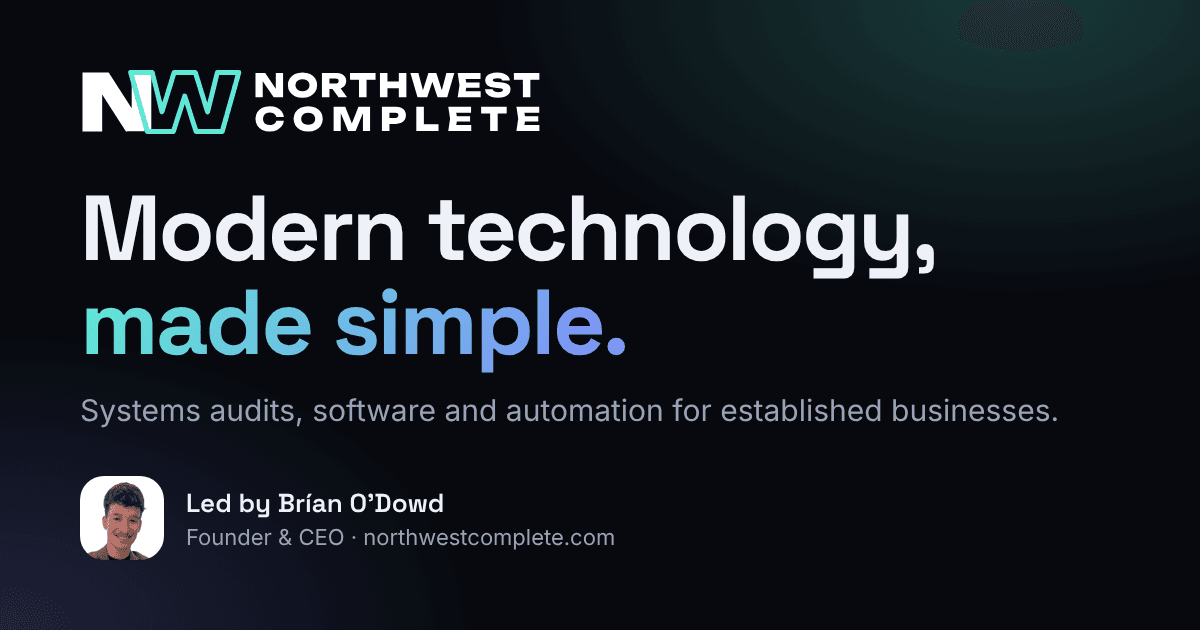 NW NORTHWEST
COMPLETE
Modern technology,
made simple.
Systems audits, software and automation for established businesses.
Led by Brían O’Dowd
Founder & CEO · northwestcomplete.com